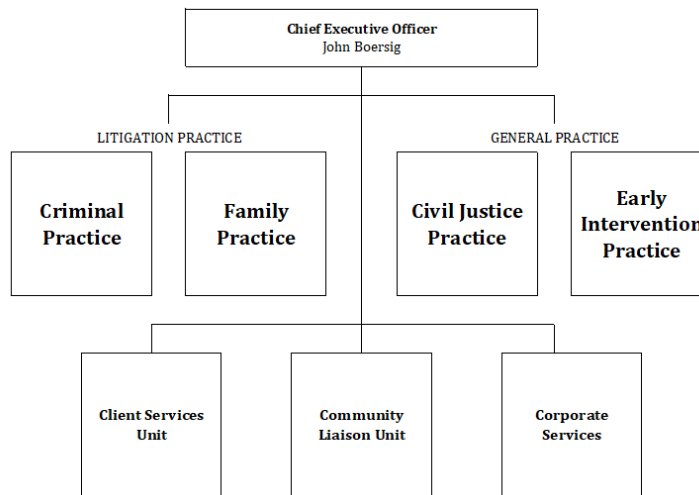 Chief Executive Officer
John Boersig
LITIGATION PRACTICE
GENERAL PRACTICE
Criminal
Practice
Family
Practice
Civil Justice
Practice
Early
Intervention
Practice
Client Services
Unit
Community
Liaison Unit
Corporate
Services